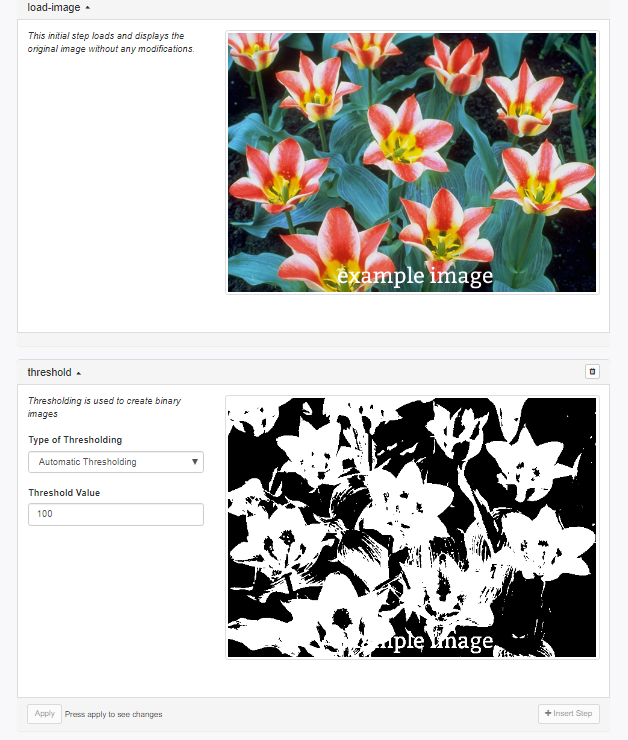 load-image
This initial step loads and displays the
original image without any modifications.
example image
threshold
Thresholding is used to create binary
images
Type of Thresholding
Automatic Thresholding
Threshold Value
100
mple image
Apply Press apply to see changes
+ Insert Step